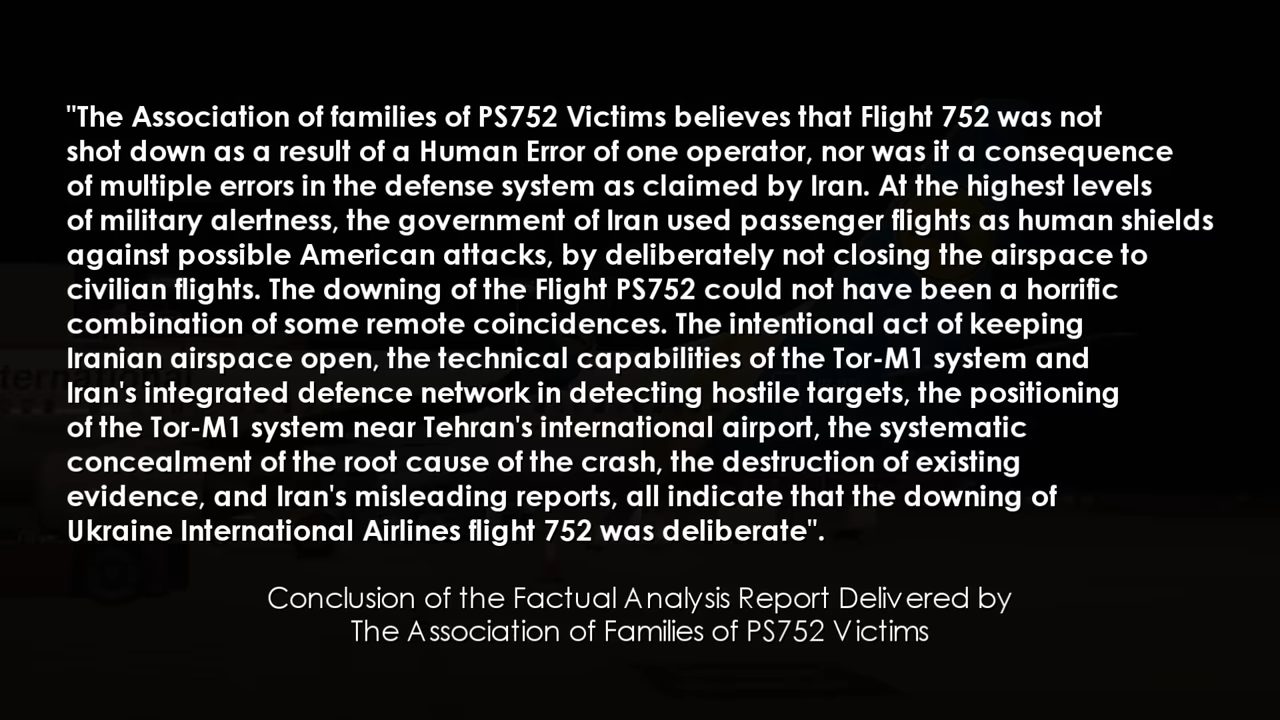 "The Association of families of PS752 Victims believes that Flight 752 was not
shot down as a result of a Human Error of one operator, nor was it a consequence
of multiple errors in the defense system as claimed by Iran. At the highest levels
of military alertness, the government of Iran used passenger flights as human shields
against possible American attacks, by deliberately not closing the airspace to
civilian flights. The downing of the Flight PS752 could not have been a horrific
combination of some remote coincidences. The intentional act of keeping
Iranian airspace open, the technical capabilities of the Tor-M1 system and
Iran's integrated defence network in detecting hostile targets, the positioning
of the Tor-M1 system near Tehran's international airport, the systematic
concealment of the root cause of the crash, the destruction of existing
evidence, and Iran's misleading reports, all indicate that the downing of
Ukraine International Airlines flight 752 was deliberate".
Conclusion of the Factual Analysis Report Delivered by
The Association of Families of PS752 Victims